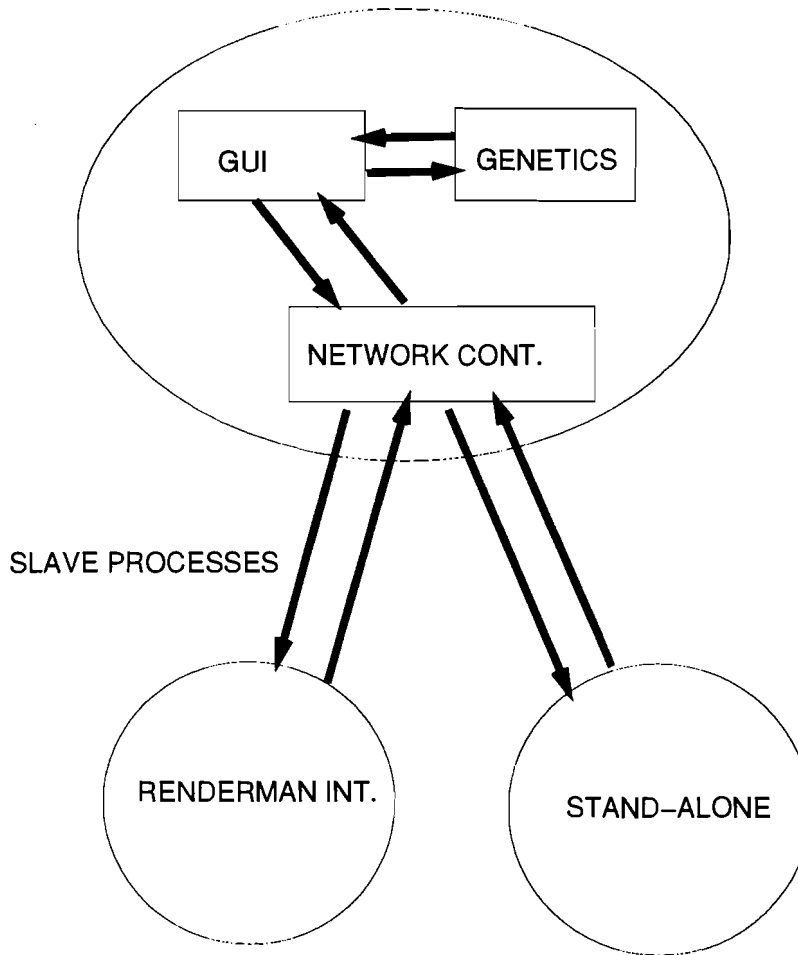 GUI
GENETICS
NETWORK CONT.
SLAVE PROCESSES
RENDERMAN INT.
STAND–ALONE